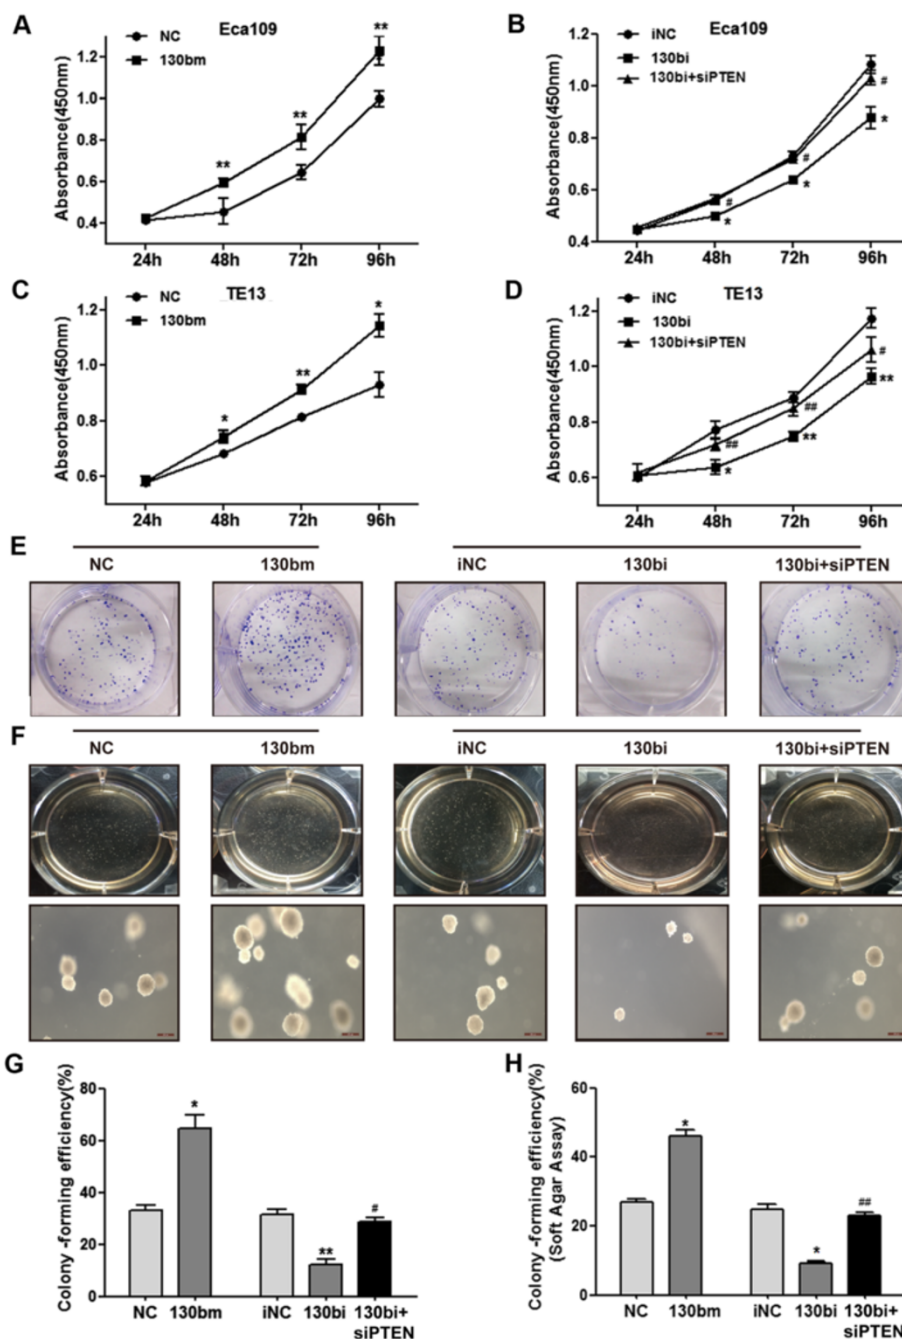 A
Eca109
NC
130bm
Absorbance(450nm)
1.2
1.0
0.8
0.6
0.4
**
**
**
24h 48h 72h 96h
B
Eca109
iNC
130bi
130bi+siPTEN
Absorbance(450nm)
1.2
1.0
0.8
0.6
0.4
#
*
#
*
#
*
24h 48h 72h 96h
C
TE13
NC
130bm
Absorbance(450nm)
1.2
1.0
0.8
0.6
*
**
*
24h 48h 72h 96h
D
TE13
iNC
130bi
130bi+siPTEN
Absorbance(450nm)
1.2
1.0
0.8
0.6
##
*
##
**
#
**
24h 48h 72h 96h
E
NC 130bm iNC 130bi 130bi+siPTEN
F
NC 130bm iNC 130bi 130bi+siPTEN
G
Colony -forming efficiency(%)
80
60
40
20
0
*
**
#
NC 130bm iNC 130bi 130bi+
siPTEN
H
Colony -forming efficiency(%)
(Soft Agar Assay)
60
40
20
0
*
*
##
NC 130bm iNC 130bi 130bi+
siPTEN